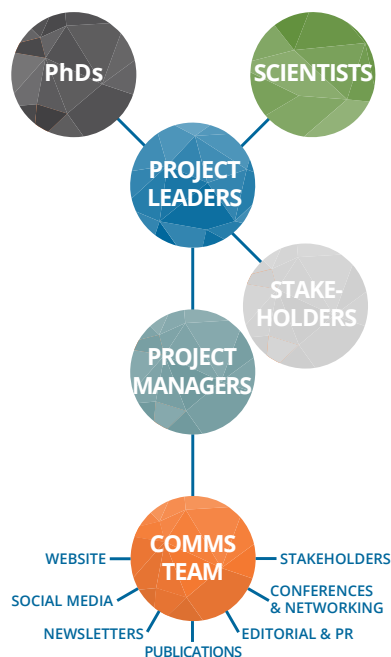 PhDs
SCIENTISTS
PROJECT
LEADERS
STAKE-
HOLDERS
PROJECT
MANAGERS
COMMS
TEAM
WEBSITE
STAKEHOLDERS
SOCIAL MEDIA
CONFERENCES
& NETWORKING
NEWSLETTERS
EDITORIAL & PR
PUBLICATIONS